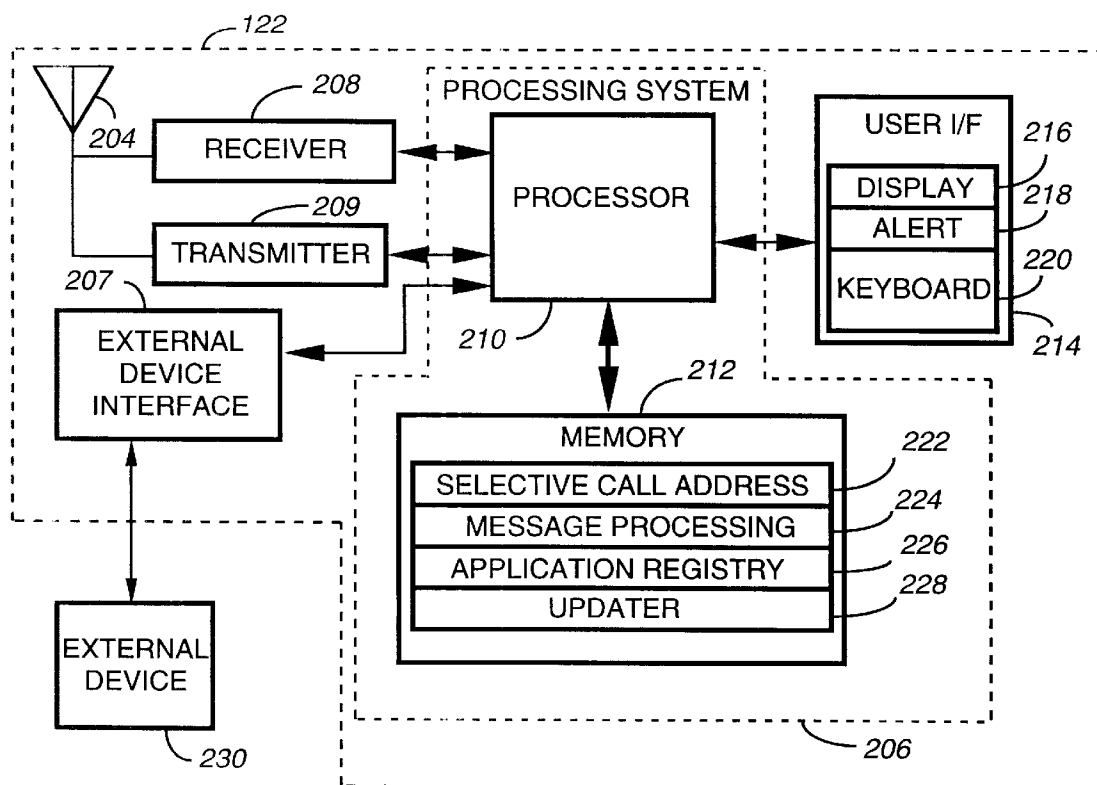 122
208
204
RECEIVER
209
TRANSMITTER
207
EXTERNAL
DEVICE
INTERFACE
EXTERNAL
DEVICE
230
PROCESSING SYSTEM
PROCESSOR
210
USER I/F
DISPLAY
216
ALERT
218
KEYBOARD
220
214
212
MEMORY
SELECTIVE CALL ADDRESS
222
MESSAGE PROCESSING
224
APPLICATION REGISTRY
226
UPDATER
228
206